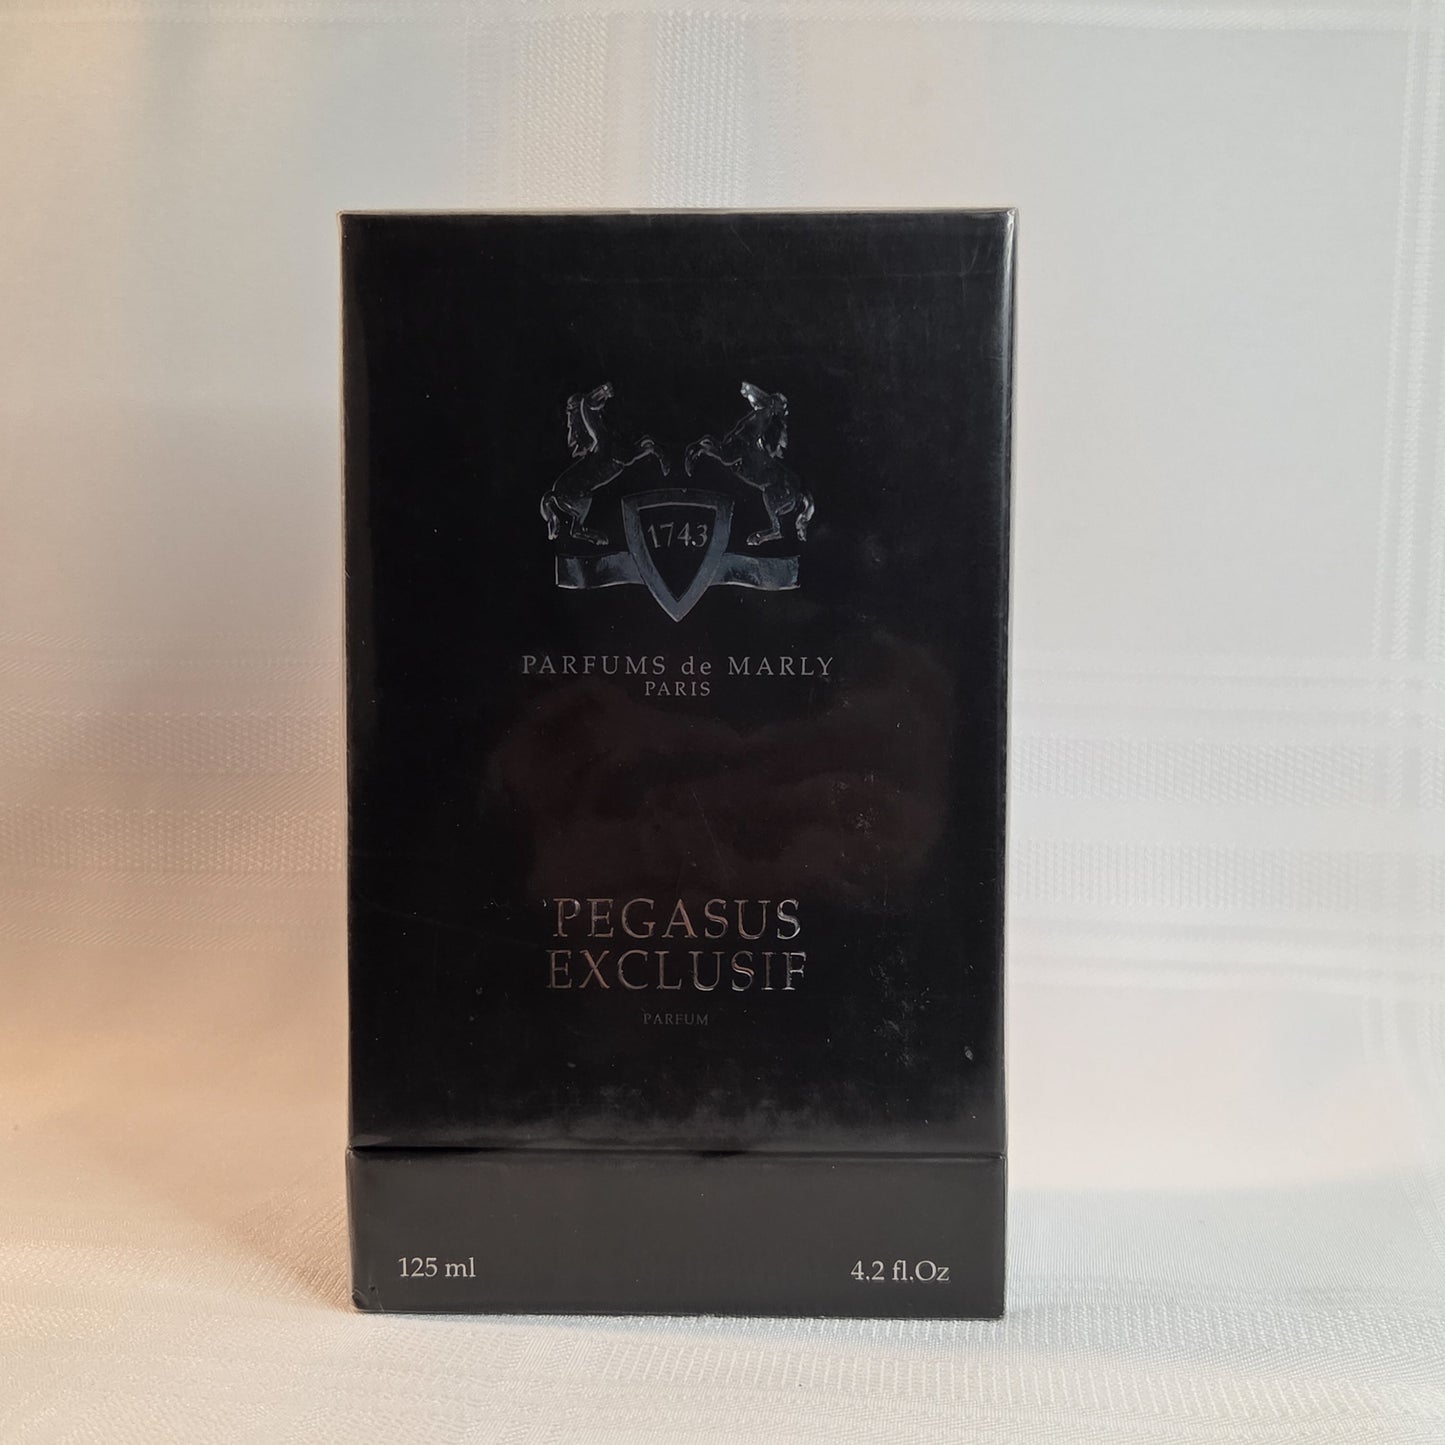 1743
PARFUMS de MARLY
PARIS
PEGASUS
EXCLUSIF
PARFUM
125 ml
4.2 fl.Oz